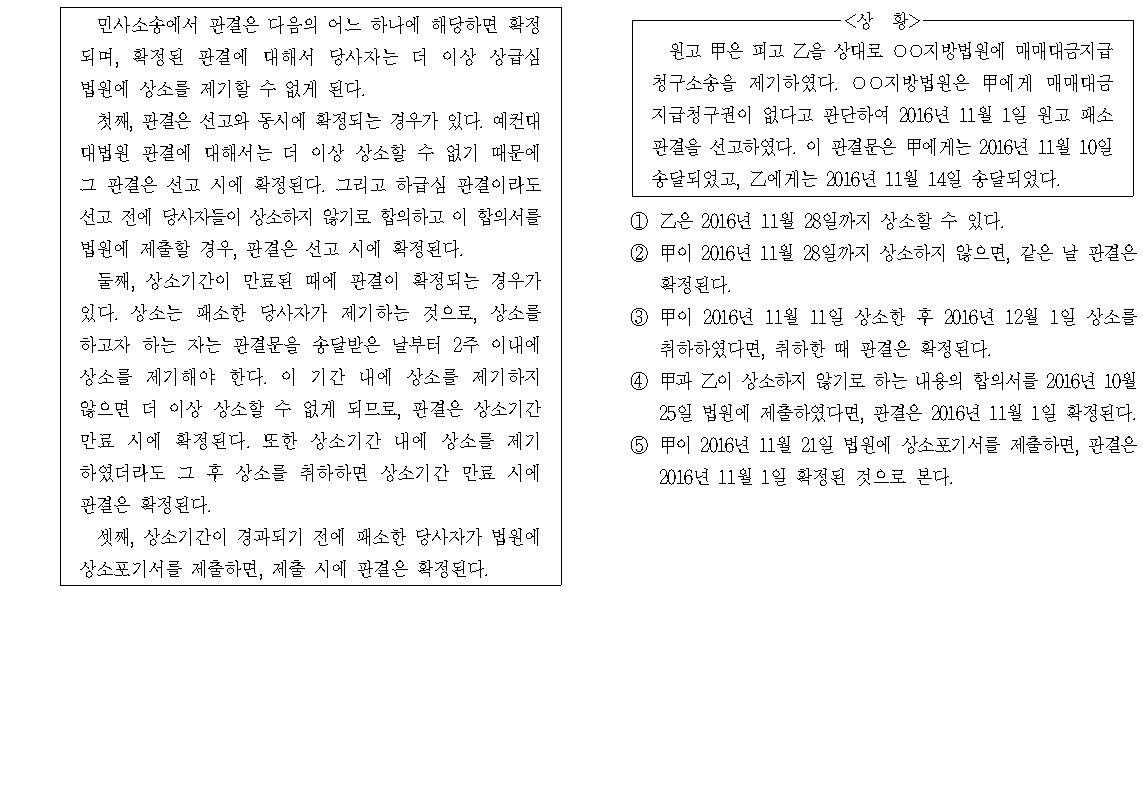 민사소송에서 판결은 다음의 어느 하나에 해당하면 확정
되며, 확정된 판결에 대해서 당사자는 더 이상 상급심
법원에 상소를 제기할 수 없게 된다.
첫째, 판결은 선고와 동시에 확정되는 경우가 있다. 예컨대
대법원 판결에 대해서는 더 이상 상소할 수 없기 때문에
그 판결은 선고 시에 확정된다. 그리고 하급심 판결이라도
선고 전에 당사자들이 상소하지 않기로 합의하고 이 합의서를
법원에 제출할 경우, 판결은 선고 시에 확정된다.
둘째, 상소기간이 만료된 때에 판결이 확정되는 경우가
있다. 상소는 패소한 당사자가 제기하는 것으로, 상소를
하고자 하는 자는 판결문을 송달받은 날부터 2주 이내에
상소를 제기해야 한다. 이 기간 내에 상소를 제기하지
않으면 더 이상 상소할 수 없게 되므로, 판결은 상소기간
만료 시에 확정된다. 또한 상소기간 내에 상소를 제기
하였더라도 그 후 상소를 취하하면 상소기간 만료 시에
판결은 확정된다.
셋째, 상소기간이 경과되기 전에 패소한 당사자가 법원에
상소포기서를 제출하면, 제출 시에 판결은 확정된다.
<상 황>
원고 甲은 피고 乙을 상대로 ○○지방법원에 매매대금지급
청구소송을 제기하였다. ○○지방법원은 甲에게 매매대금
지급청구권이 없다고 판단하여 2016년 11월 1일 원고 패소
판결을 선고하였다. 이 판결문은 甲에게는 2016년 11월 10일
송달되었고, 乙에게는 2016년 11월 14일 송달되었다.
① 乙은 2016년 11월 28일까지 상소할 수 있다.
② 甲이 2016년 11월 28일까지 상소하지 않으면, 같은 날 판결은
확정된다.
③ 甲이 2016년 11월 11일 상소한 후 2016년 12월 1일 상소를
취하하였다면, 취하한 때 판결은 확정된다.
④ 甲과 乙이 상소하지 않기로 하는 내용의 합의서를 2016년 10월
25일 법원에 제출하였다면, 판결은 2016년 11월 1일 확정된다.
⑤ 甲이 2016년 11월 21일 법원에 상소포기서를 제출하면, 판결은
2016년 11월 1일 확정된 것으로 본다.